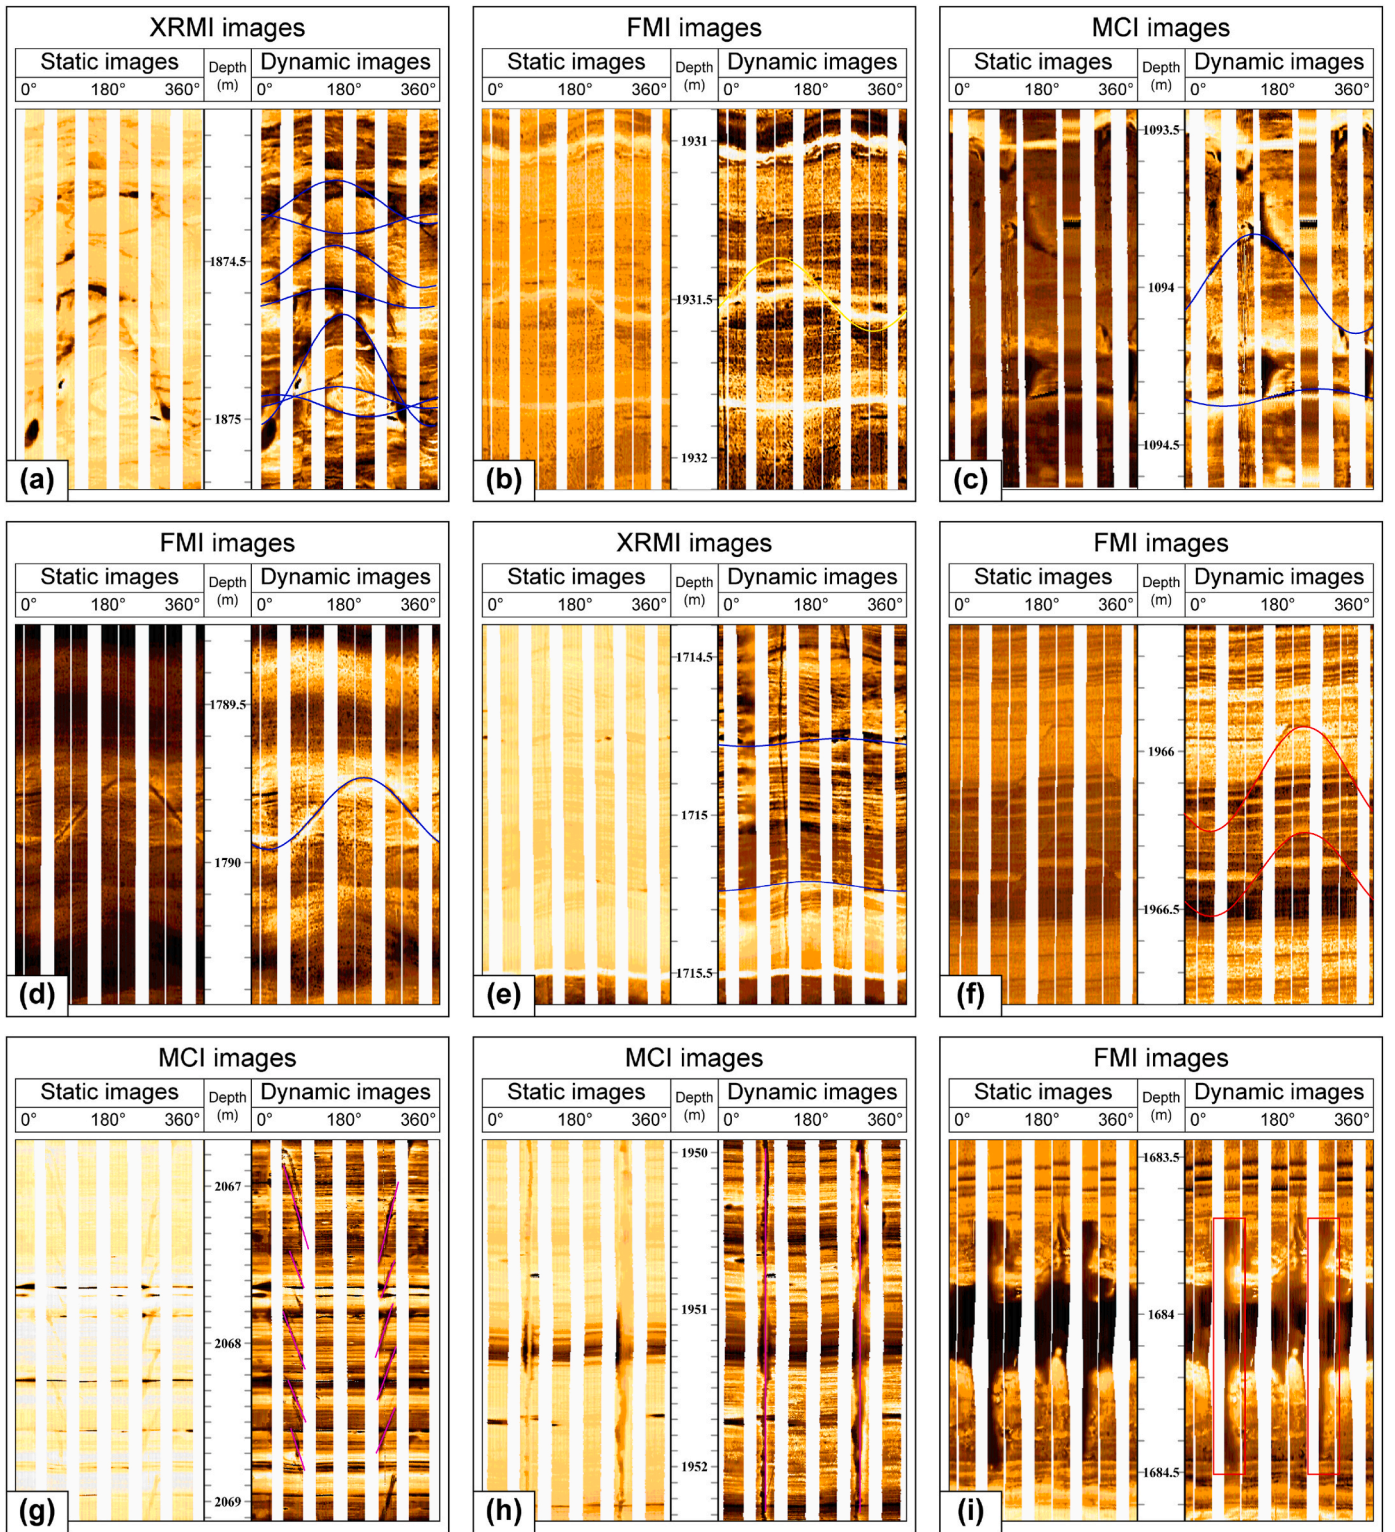 XRMI images
Static images Depth (m) Dynamic images
0° 180° 360° 0° 180° 360°
1874.5
1875
(a)
FMI images
Static images Depth (m) Dynamic images
0° 180° 360° 0° 180° 360°
1931
1931.5
1932
(b)
MCI images
Static images Depth (m) Dynamic images
0° 180° 360° 0° 180° 360°
1093.5
1094
1094.5
(c)
FMI images
Static images Depth (m) Dynamic images
0° 180° 360° 0° 180° 360°
1789.5
1790
(d)
XRMI images
Static images Depth (m) Dynamic images
0° 180° 360° 0° 180° 360°
1714.5
1715
1715.5
(e)
FMI images
Static images Depth (m) Dynamic images
0° 180° 360° 0° 180° 360°
1966
1966.5
(f)
MCI images
Static images Depth (m) Dynamic images
0° 180° 360° 0° 180° 360°
2067
2068
2069
(g)
MCI images
Static images Depth (m) Dynamic images
0° 180° 360° 0° 180° 360°
1950
1951
1952
(h)
FMI images
Static images Depth (m) Dynamic images
0° 180° 360° 0° 180° 360°
1683.5
1684
1684.5
(i)